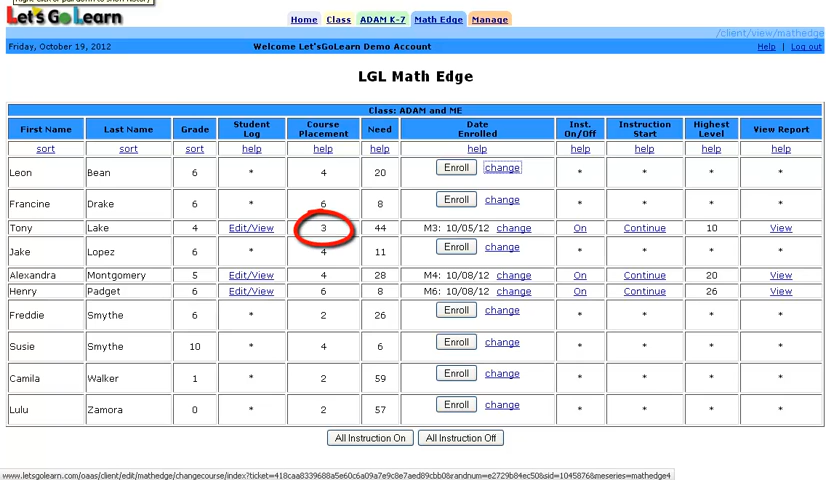 Let'sGoLearn
Home Class ADAM K-7 Math Edge Manage
/client/view/mathedge
Friday, October 19, 2012 Welcome Let'sGoLearn Demo Account Help | Log out
LGL Math Edge
Class: ADAM and ME
First Name Last Name Grade Student Log Course Placement Need Date Enrolled Inst. On/Off Instruction Start Highest Level View Report
sort sort sort help help help help help help help help
Leon Bean 6 * 4 20 Enroll change * * * *
Francine Drake 6 * 6 8 Enroll change * * * *
Tony Lake 4 Edit/View 3 44 M3: 10/05/12 change On Continue 10 View
Jake Lopez 6 * 4 11 Enroll change * * * *
Alexandra Montgomery 5 Edit/View 4 28 M4: 10/08/12 change On Continue 20 View
Henry Padget 6 Edit/View 6 8 M6: 10/08/12 change On Continue 26 View
Freddie Smythe 6 * 2 26 Enroll change * * * *
Susie Smythe 10 * 4 6 Enroll change * * * *
Camila Walker 1 * 2 59 Enroll change * * * *
Lulu Zamora 0 * 2 57 Enroll change * * * *
All Instruction On All Instruction Off